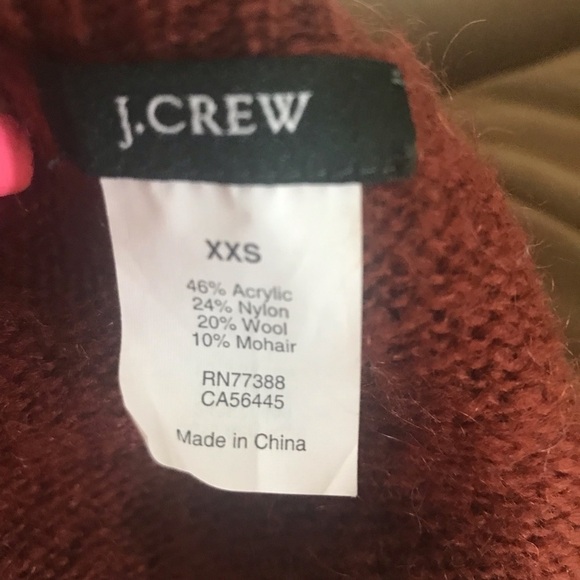 J.CREW
XXS
46% Acrylic
24% Nylon
20% Wool
10% Mohair
RN77388
CA56445
Made in China